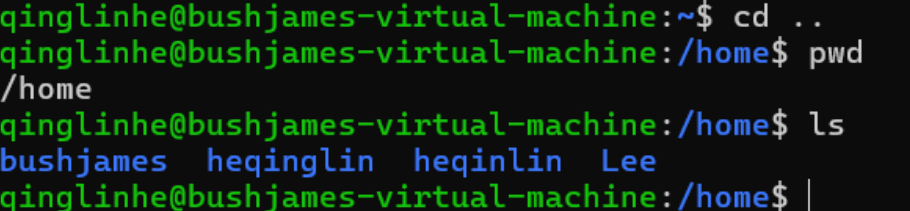 qinglinhe@bushjames-virtual-machine:~$ cd ..
qinglinhe@bushjames-virtual-machine:/home$ pwd
/home
qinglinhe@bushjames-virtual-machine:/home$ ls
bushjames  heqinglin  heqinlin  Lee
qinglinhe@bushjames-virtual-machine:/home$